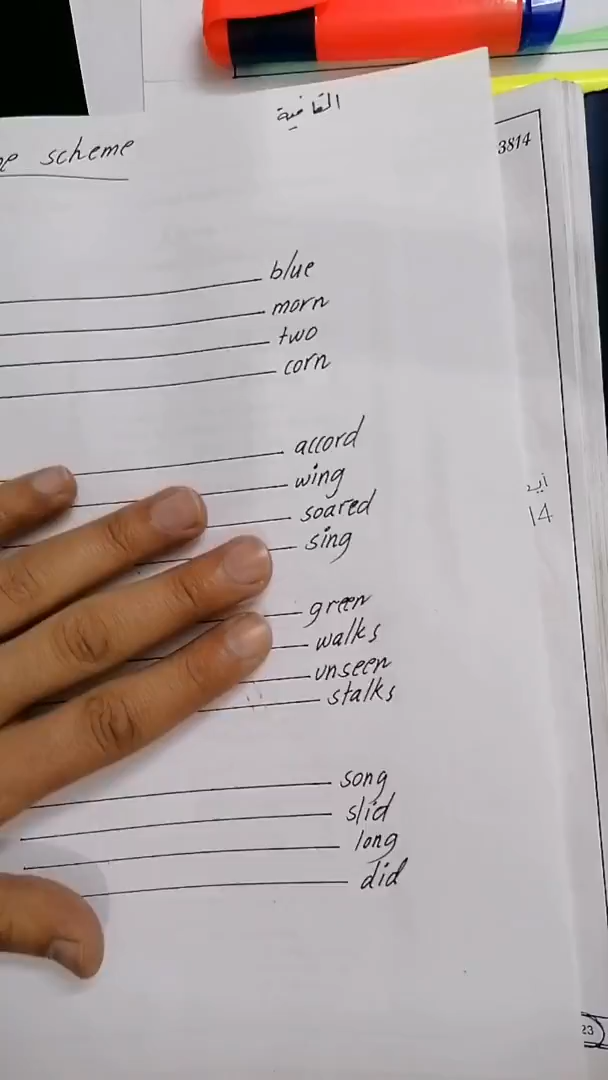 القافية
scheme
3814
blue
morn
two
corn
accord
wing
soared
sing
green
walks
unseen
stalks
song
slid
long
did
14
23